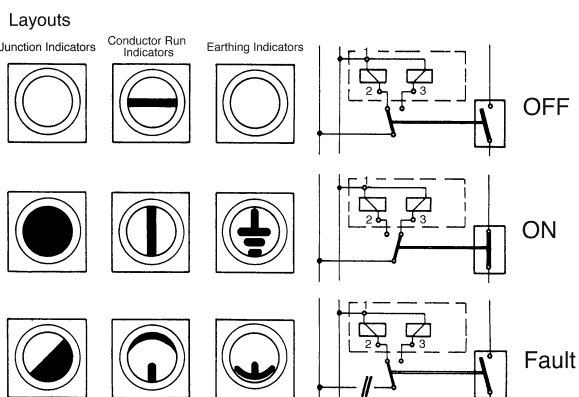 Layouts
Junction Indicators
Conductor Run
Indicators
Earthing Indicators
1
2
3
OFF
1
2
3
ON
1
2
3
Fault